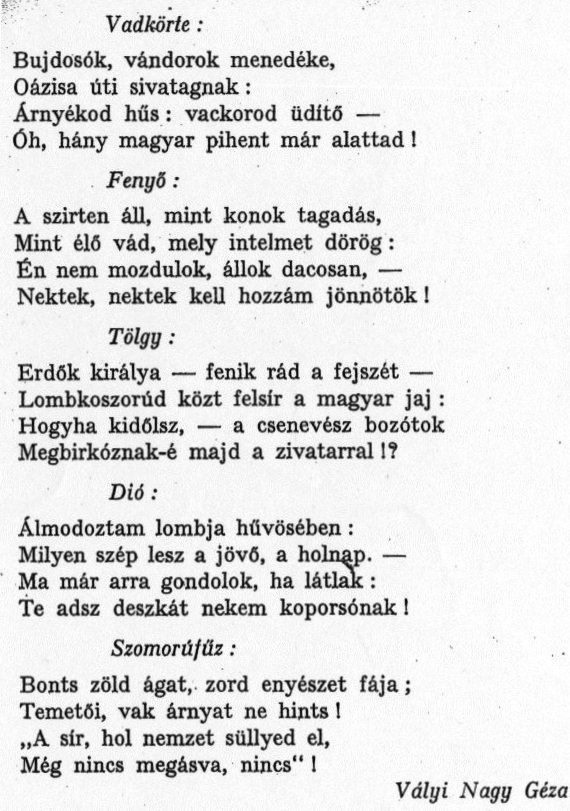 Vadkörte :
Bujdosók, vándorok menedéke,
Oázisa úti sivatagnak :
Árnyékod hűs : vackorod üdítő —
Óh, hány magyar pihent már alattad !
Fenyő :
A szirten áll, mint konok tagadás,
Mint élő vád, mely intelmet dörög :
Én nem mozdulok, állok dacosan, —
Nektek, nektek kell hozzám jönnötök !
Tölgy :
Erdők királya — fenik rád a fejszét —
Lombkoszorúd közt felsír a magyar jaj :
Hogyha kidőlsz, — a csenevész bozótok
Megbirkóznak-é majd a zivatarral !?
Dió :
Álmodoztam lombja hűvösében :
Milyen szép lesz a jövő, a holnap. —
Ma már arra gondolok, ha látlak :
Te adsz deszkát nekem koporsónak !
Szomorúfűz :
Bonts zöld ágat, zord enyészet fája ;
Temetői, vak árnyat ne hints !
„A sír, hol nemzet süllyed el,
Még nincs megásva, nincs“ !
Vályi Nagy Géza